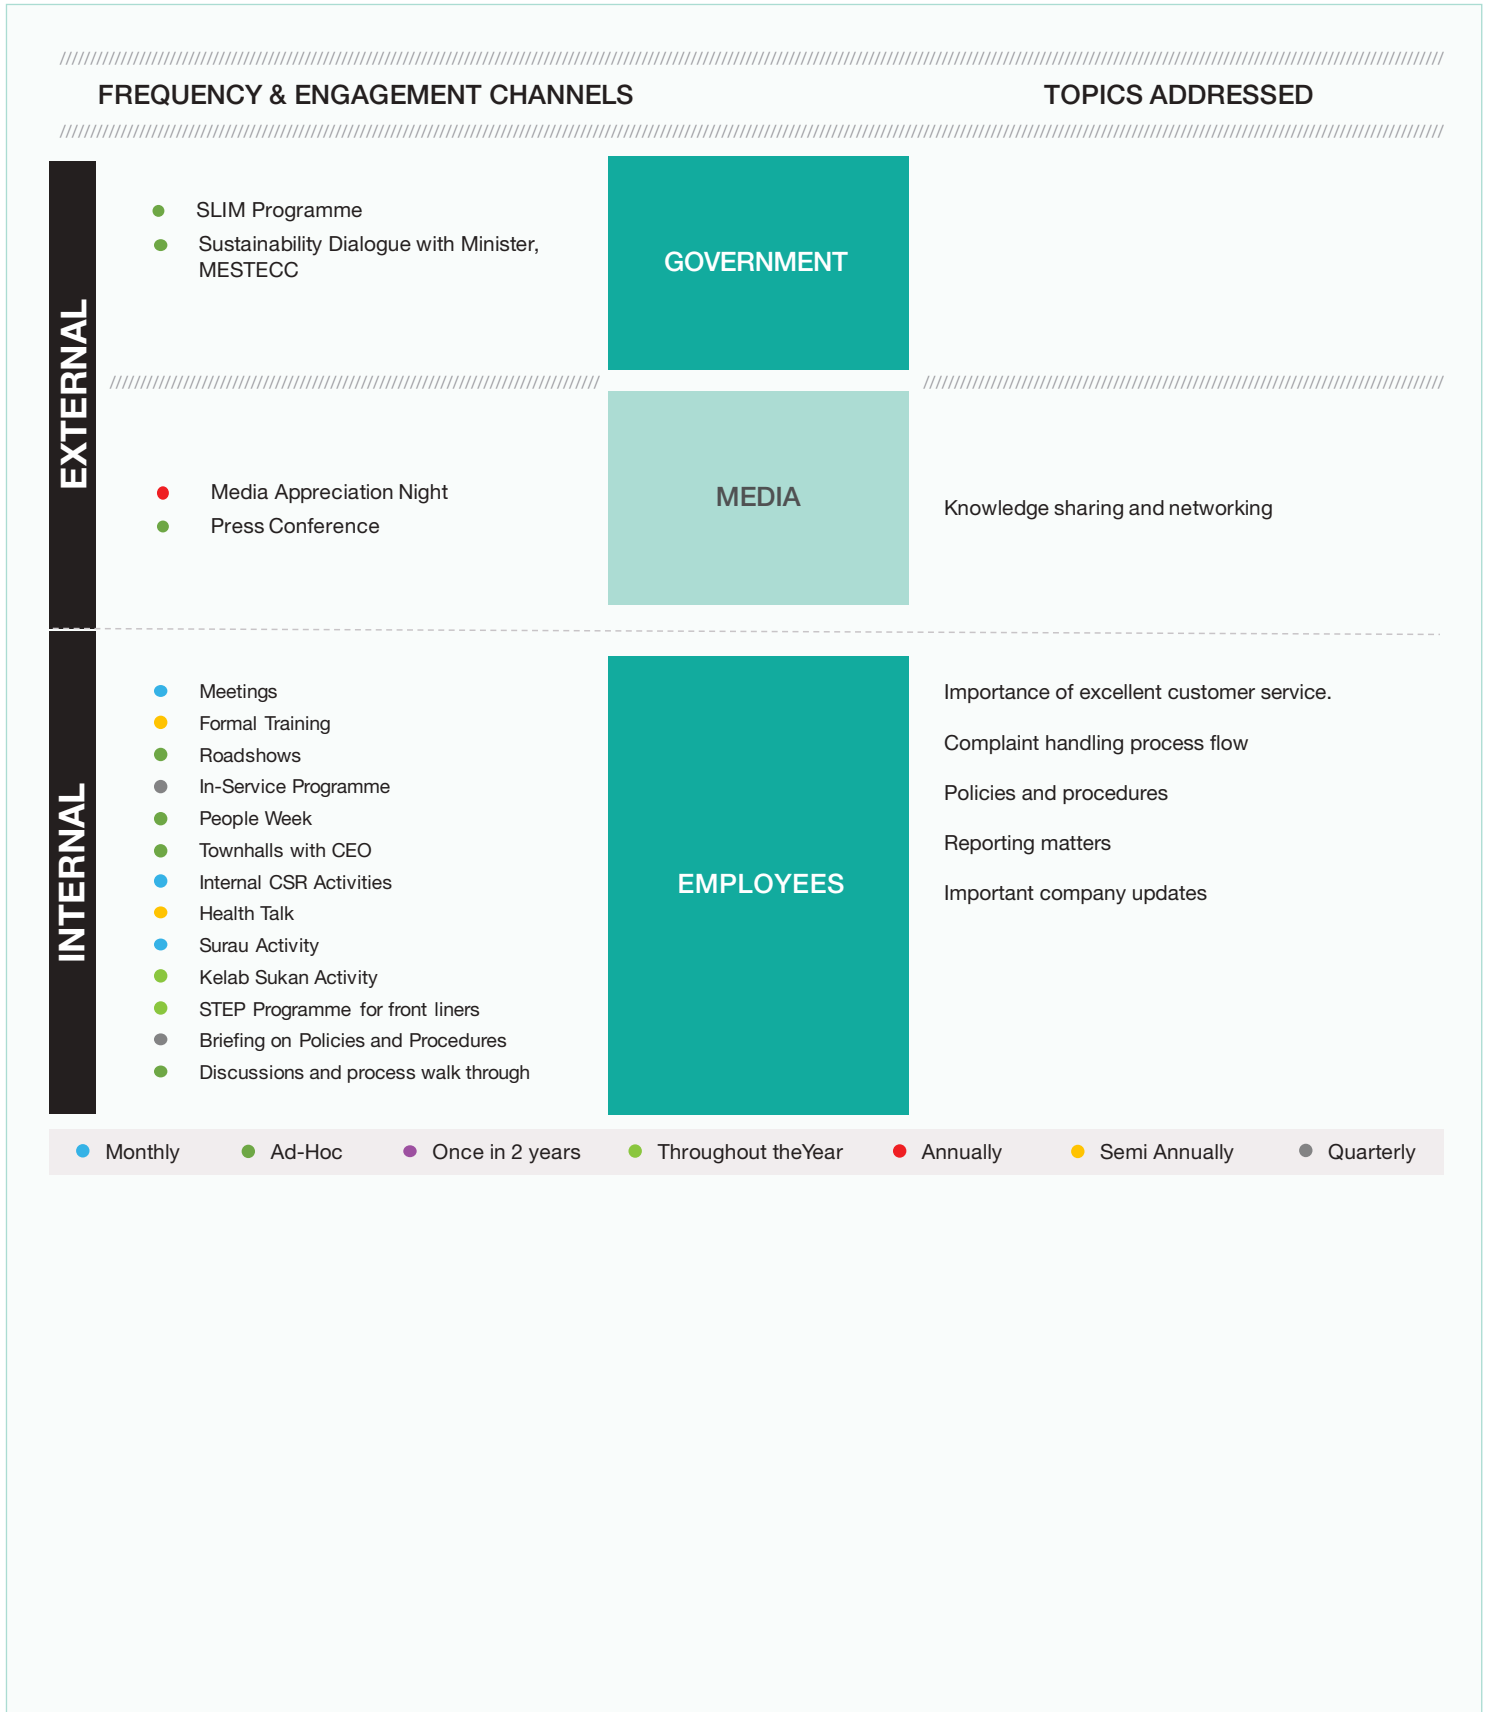 FREQUENCY & ENGAGEMENT CHANNELS
TOPICS ADDRESSED
EXTERNAL
SLIM Programme
Sustainability Dialogue with Minister,
MESTECC
GOVERNMENT
Media Appreciation Night
Press Conference
MEDIA
Knowledge sharing and networking
INTERNAL
Meetings
Formal Training
Roadshows
In-Service Programme
People Week
Townhalls with CEO
Internal CSR Activities
Health Talk
Surau Activity
Kelab Sukan Activity
STEP Programme for front liners
Briefing on Policies and Procedures
Discussions and process walk through
EMPLOYEES
Importance of excellent customer service.
Complaint handling process flow
Policies and procedures
Reporting matters
Important company updates
Monthly
Ad-Hoc
Once in 2 years
Throughout theYear
Annually
Semi Annually
Quarterly